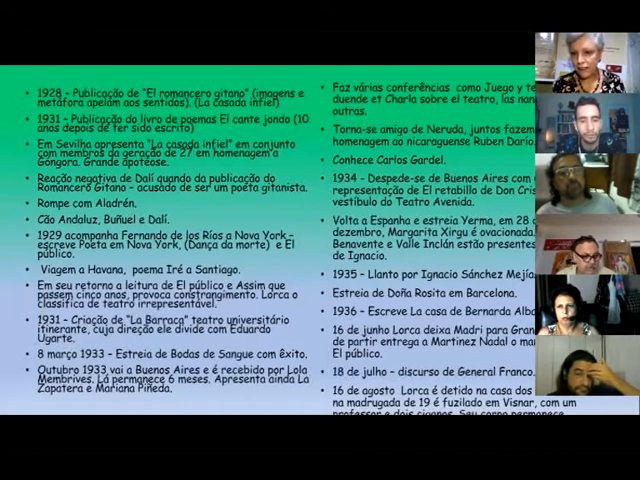 • 1928 – Publicação de "El romancero gitano" (imagens e
metáfora apelam aos sentidos). (La casada infiel)
• 1931 – Publicação do livro de poemas El cante jondo (10
anos depois de ter sido escrito)
• Em Sevilha apresenta "La casada infiel" em conjunto
com membros da geração de 27 em homenagem a
Góngora. Grande apoteose.
• Reação negativa de Dalí quando da publicação do
Romancero Gitano – acusado de ser um poeta gitanista.
• Rompe com Aladrén.
• Cão Andaluz, Buñuel e Dalí.
• 1929 acompanha Fernando de los Ríos a Nova York –
escreve Poeta en Nova York, (Dança da morte) e El
público.
• Viagem a Havana, poema Iré a Santiago.
• Em seu retorno a leitura de El público e Assim que
passem cinco anos, provoca constrangimento. Lorca o
classifica de teatro irrepresentável.
• 1931 – Criação de "La Barraca" teatro universitário
itinerante, cuja direção ele divide com Eduardo
Ugarte.
• 8 março 1933 – Estreia de Bodas de Sangue com êxito.
• Outubro 1933 vai a Buenos Aires e é recebido por Lola
Membrives. Lá permanece 6 meses. Apresenta ainda La
Zapatera e Mariana Piñeda.
• Faz várias conferências como Juego y te
duende et Charla sobre el teatro, las nan
outras.
• Torna-se amigo de Neruda, juntos fazem
homenagem ao nicaraguense Ruben Dario.
• Conhece Carlos Gardel.
• 1934 – Despede-se de Buenos Aires com
representação de El retabillo de Don Cris
vestíbulo do Teatro Avenida.
• Volta a Espanha e estreia Yerma, em 28 d
dezembro, Margarita Xirgu é ovacionada.
Benavente e Valle Inclán estão presentes
de Ignacio.
• 1935 – Llanto por Ignacio Sánchez Mejía
• Estreia de Doña Rosita em Barcelona.
• 1936 – Escreve La casa de Bernarda Alba
• 16 de junho Lorca deixa Madri para Gran
de partir entrega a Martinez Nadal o ma
El público.
• 18 de julho – discurso de General Franco.
• 16 de agosto Lorca é detido na casa dos
na madrugada de 19 é fuzilado em Visnar, com um
professor e dois ciganos. Seu corpo permanece